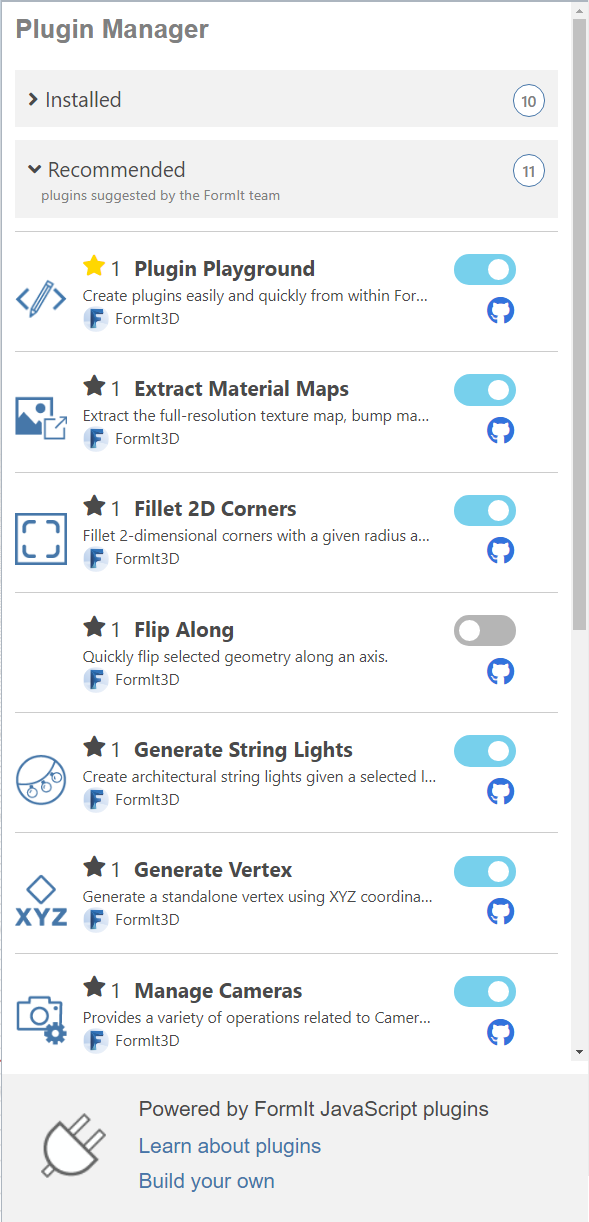 Plugin Manager
Installed
10
Recommended
11
plugins suggested by the FormIt team
1 Plugin Playground
Create plugins easily and quickly from within For...
FormIt3D
1 Extract Material Maps
Extract the full-resolution texture map, bump ma...
FormIt3D
1 Fillet 2D Corners
Fillet 2-dimensional corners with a given radius a...
FormIt3D
1 Flip Along
Quickly flip selected geometry along an axis.
FormIt3D
1 Generate String Lights
Create architectural string lights given a selected l...
FormIt3D
1 Generate Vertex
XYZ
Generate a standalone vertex using XYZ coordina...
FormIt3D
1 Manage Cameras
Provides a variety of operations related to Camer...
FormIt3D
Powered by FormIt JavaScript plugins
Learn about plugins
Build your own